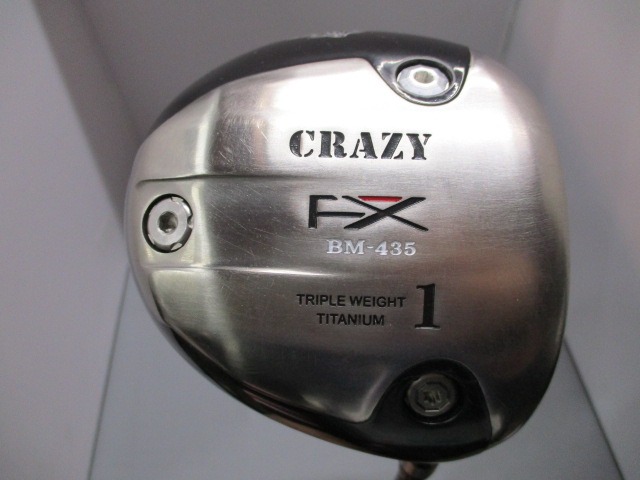 CRAZY
FX
BM-435
TRIPLE WEIGHT
TITANIUM
1